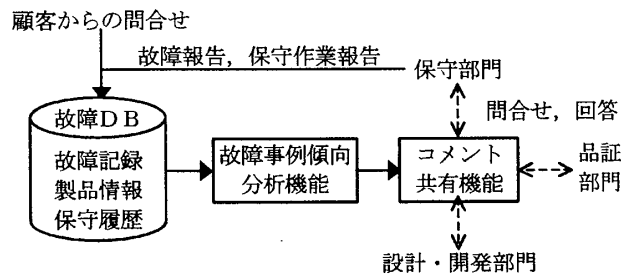 顧客からの問合せ
故障報告，保守作業報告
保守部門
故障ＤＢ
故障記録
製品情報
保守履歴
故障事例傾向
分析機能
コメント
共有機能
問合せ，回答
品証
部門
設計・開発部門